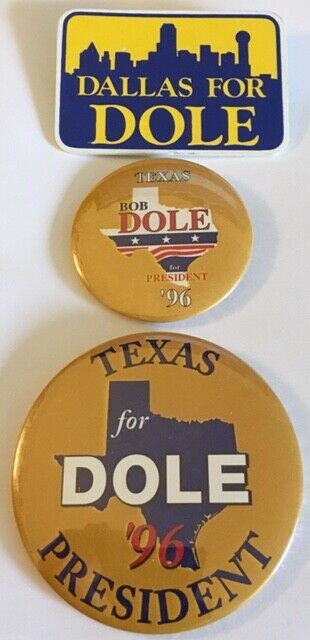 DALLAS FOR
DOLE
TEXAS
BOB
DOLE
for
PRESIDENT
'96
TEXAS
for
DOLE
'96
PRESIDENT